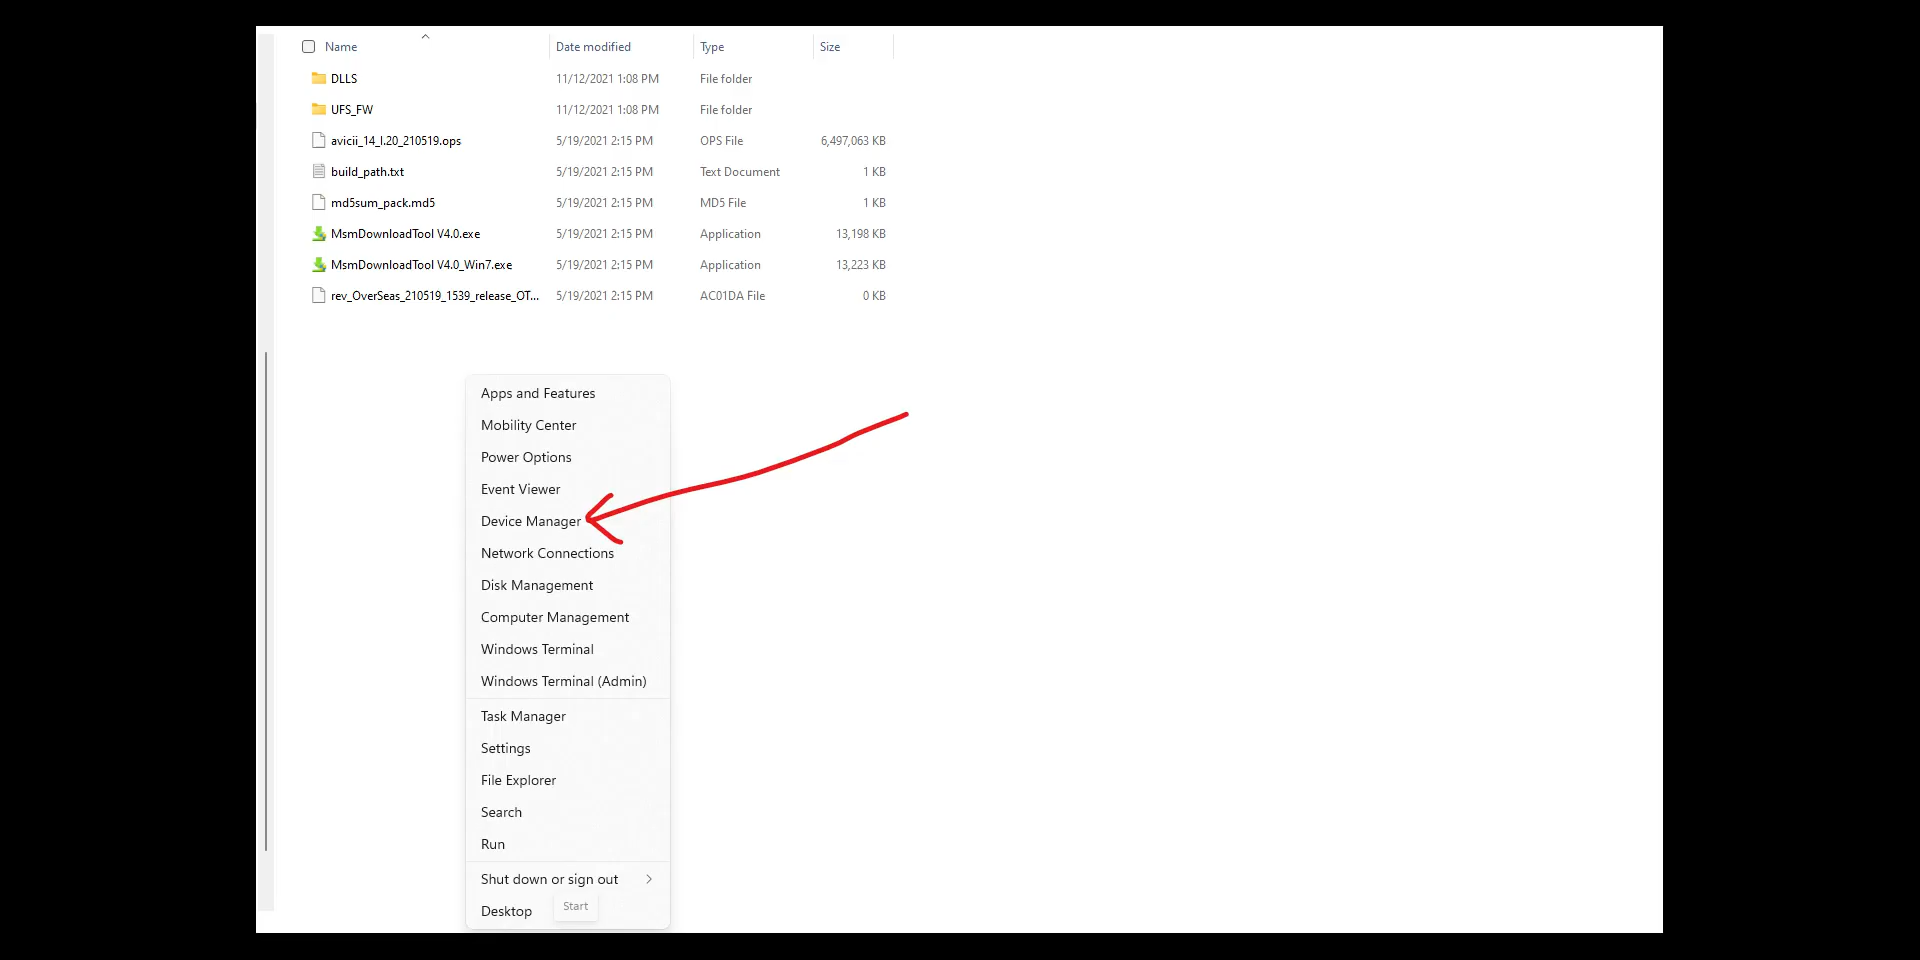 Name Date modified Type Size
DLLS 11/12/2021 1:08 PM File folder
UFS_FW 11/12/2021 1:08 PM File folder
avicii_14_I.20_210519.ops 5/19/2021 2:15 PM OPS File 6,497,063 KB
build_path.txt 5/19/2021 2:15 PM Text Document 1 KB
md5sum_pack.md5 5/19/2021 2:15 PM MD5 File 1 KB
MsmDownloadTool V4.0.exe 5/19/2021 2:15 PM Application 13,198 KB
MsmDownloadTool V4.0_Win7.exe 5/19/2021 2:15 PM Application 13,223 KB
rev_OverSeas_210519_1539_release_OT... 5/19/2021 2:15 PM AC01DA File 0 KB
Apps and Features
Mobility Center
Power Options
Event Viewer
Device Manager
Network Connections
Disk Management
Computer Management
Windows Terminal
Windows Terminal (Admin)
Task Manager
Settings
File Explorer
Search
Run
Shut down or sign out
Desktop
Start